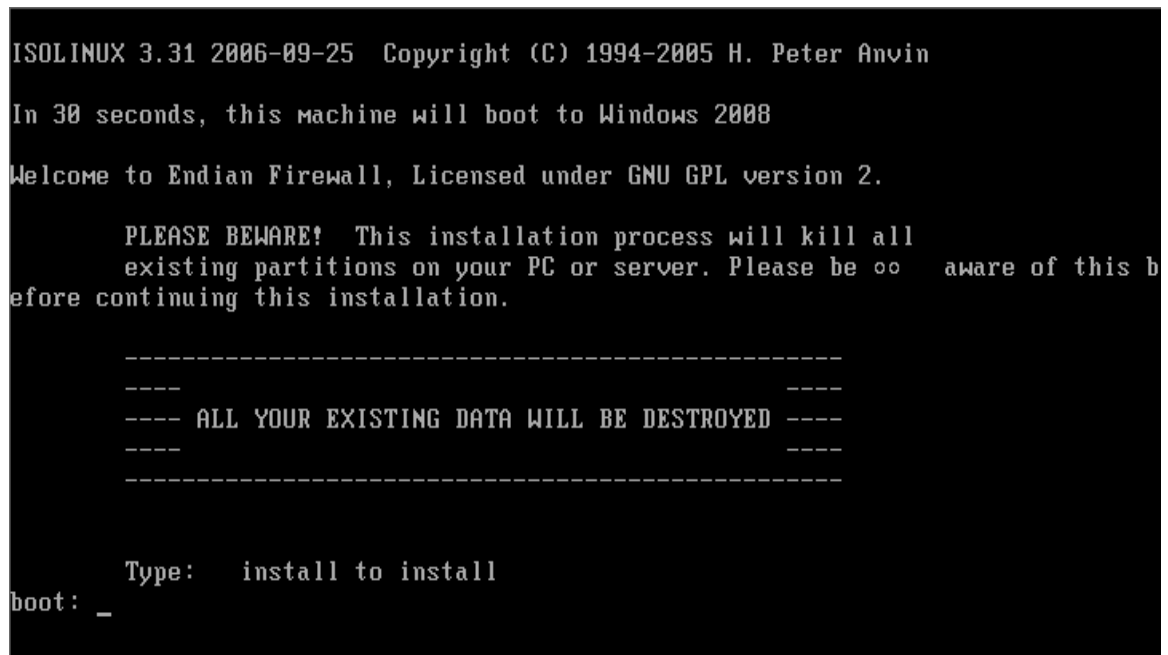 ISOLINUX 3.31 2006-09-25  Copyright (C) 1994-2005 H. Peter Anvin
In 30 seconds, this machine will boot to Windows 2008
Welcome to Endian Firewall, Licensed under GNU GPL version 2.
PLEASE BEWARE!  This installation process will kill all
existing partitions on your PC or server. Please be ○○   aware of this b
efore continuing this installation.
--------------------------------------------------
----                                          ----
---- ALL YOUR EXISTING DATA WILL BE DESTROYED ----
----                                          ----
--------------------------------------------------
Type:   install to install
boot: _